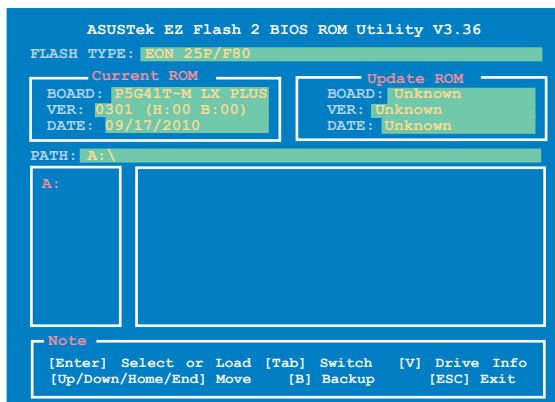 ASUSTek EZ Flash 2 BIOS ROM Utility V3.36
FLASH TYPE: EON 25P/F80
Current ROM
BOARD: P5G41T-M LX PLUS
VER: 0301 (H:00 B:00)
DATE: 09/17/2010
Update ROM
BOARD: Unknown
VER: Unknown
DATE: Unknown
PATH: A:\
A:
Note
[Enter] Select or Load [Tab] Switch [V] Drive Info
[Up/Down/Home/End] Move [B] Backup [ESC] Exit